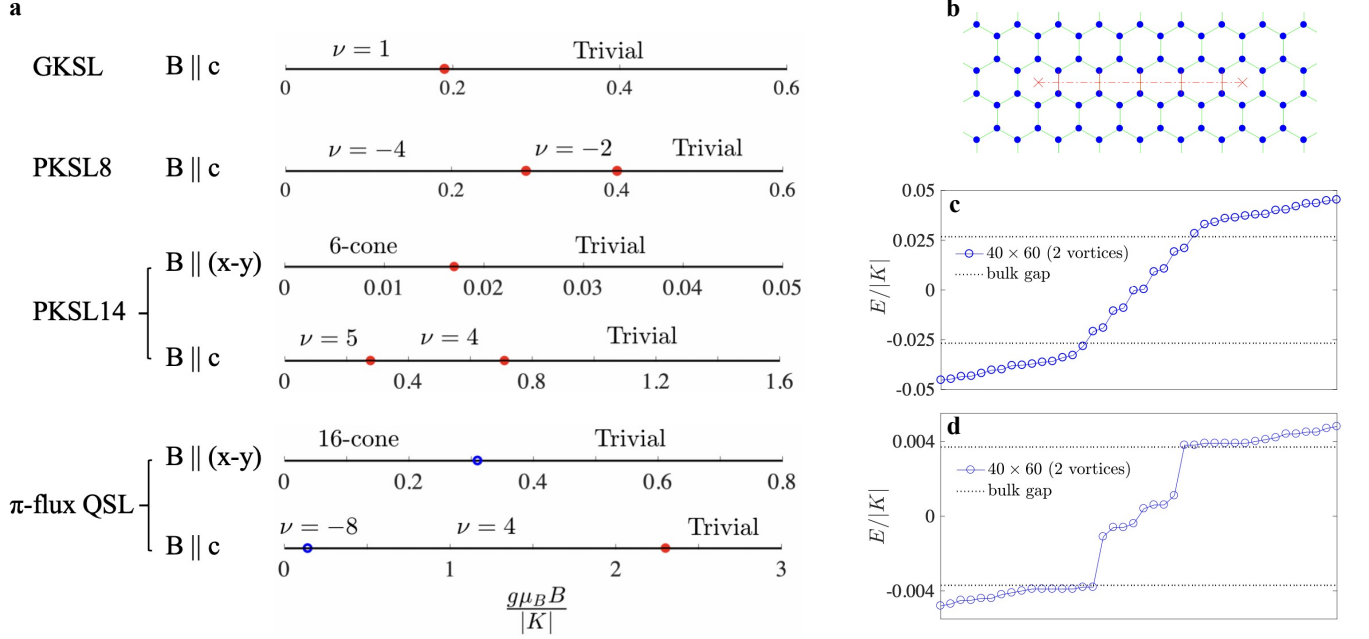 a
GKSL B ∥ c
ν = 1 Trivial
0 0.2 0.4 0.6
PKSL8 B ∥ c
ν = −4 ν = −2 Trivial
0 0.2 0.4 0.6
PKSL14
B ∥ (x-y)
6-cone Trivial
0 0.01 0.02 0.03 0.04 0.05
B ∥ c
ν = 5 ν = 4 Trivial
0 0.4 0.8 1.2 1.6
π-flux QSL
B ∥ (x-y)
16-cone Trivial
0 0.2 0.4 0.6 0.8
B ∥ c
ν = −8 ν = 4 Trivial
0 1 2 3
gμ_B B
|K|
b
c
0.05
0.025
0
-0.025
-0.05
E/|K|
40 × 60 (2 vortices)
bulk gap
d
0.004
0
-0.004
E/|K|
40 × 60 (2 vortices)
bulk gap